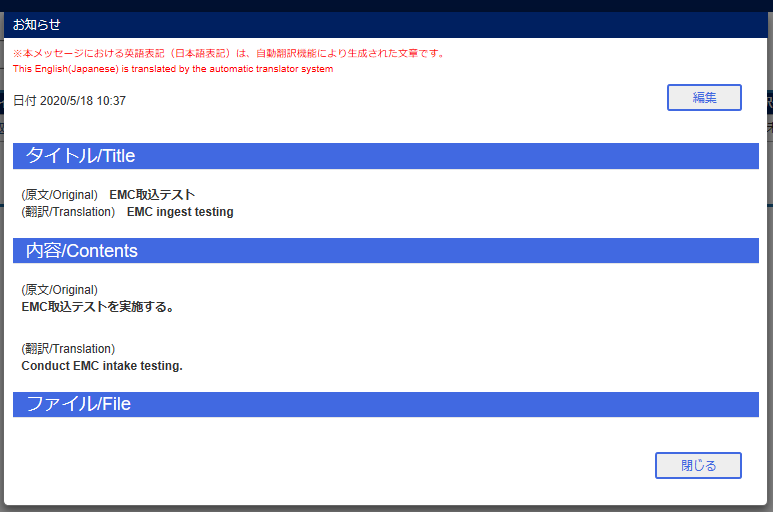 お知らせ
※本メッセージにおける英語表記（日本語表記）は、自動翻訳機能により生成された文章です。
This English(Japanese) is translated by the automatic translator system
日付 2020/5/18 10:37
編集
タイトル/Title
(原文/Original) EMC取込テスト
(翻訳/Translation) EMC ingest testing
内容/Contents
(原文/Original)
EMC取込テストを実施する。
(翻訳/Translation)
Conduct EMC intake testing.
ファイル/File
閉じる